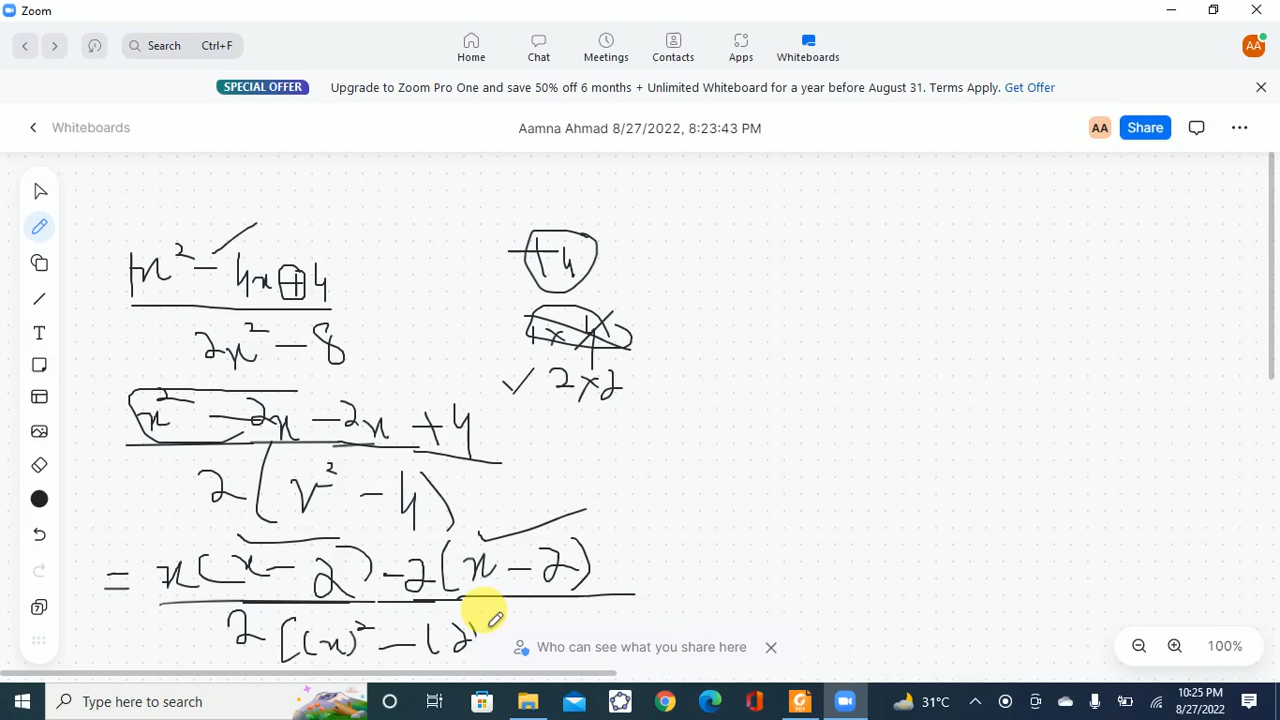 Zoom
Search Ctrl+F
Home Chat Meetings Contacts Apps Whiteboards
AA
SPECIAL OFFER Upgrade to Zoom Pro One and save 50% off 6 months + Unlimited Whiteboard for a year before August 31. Terms Apply. Get Offer
Whiteboards
Aamna Ahmad 8/27/2022, 8:23:43 PM
AA Share
+x² - 4x + 4
2x² - 8
+4
1 x 4
✓ 2 x 2
x² - 2x - 2x + 4
2(x² - 4)
= x(x - 2) - 2(x - 2)
2[(x)² - (2)
T
7
Who can see what you share here
100%
Type here to search
31°C
10:25 PM
8/27/2022